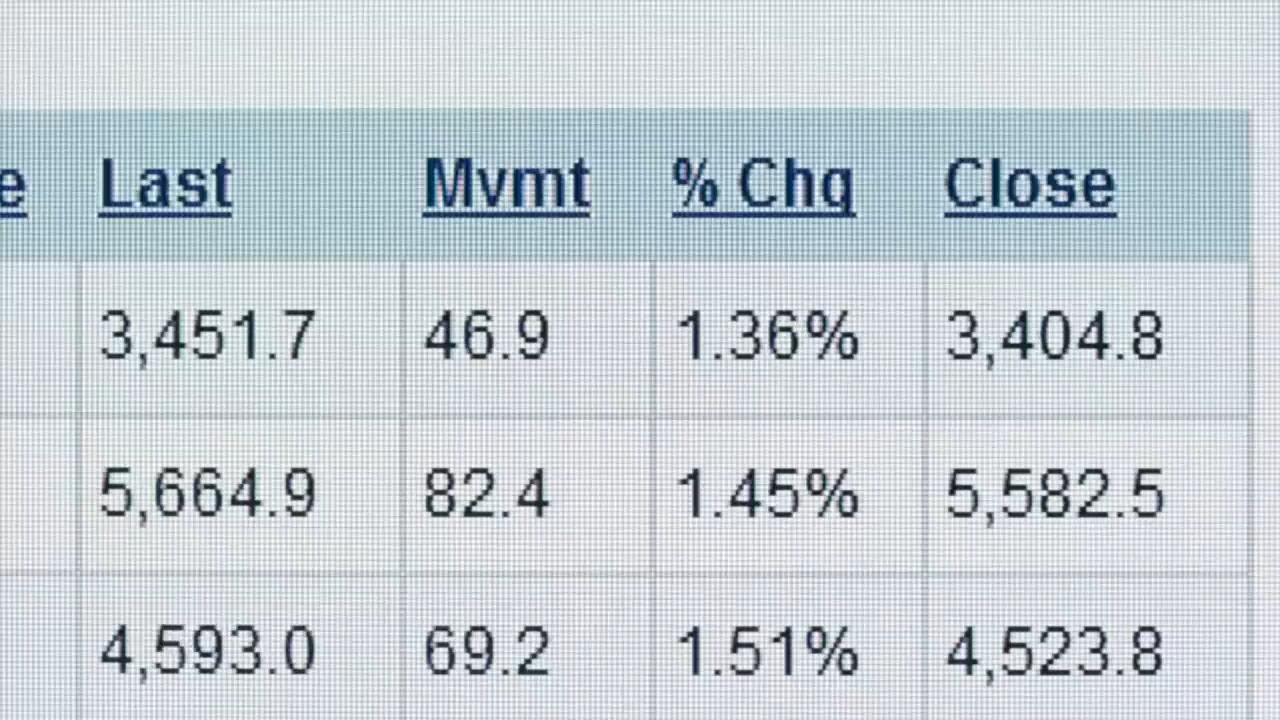 e Last Mvmt % Chg Close
3,451.7 46.9 1.36% 3,404.8
5,664.9 82.4 1.45% 5,582.5
4,593.0 69.2 1.51% 4,523.8